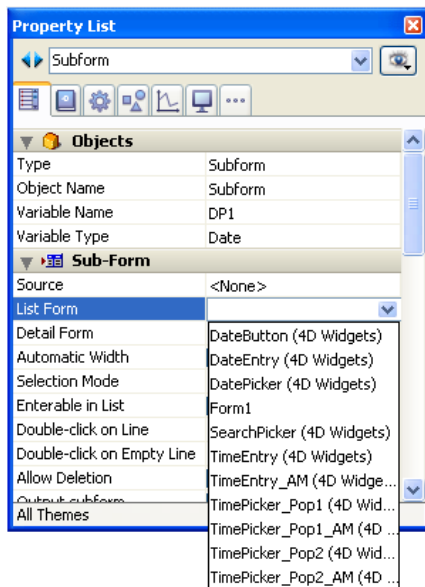 Property List
Subform
Objects
Type Subform
Object Name Subform
Variable Name DP1
Variable Type Date
Sub-Form
Source <None>
List Form
Detail Form
Automatic Width
Selection Mode
Enterable in List
Double-click on Line
Double-click on Empty Line
Allow Deletion
Output subform
All Themes
DateButton (4D Widgets)
DateEntry (4D Widgets)
DatePicker (4D Widgets)
Form1
SearchPicker (4D Widgets)
TimeEntry (4D Widgets)
TimeEntry_AM (4D Widge...
TimePicker_Pop1 (4D Wid...
TimePicker_Pop1_AM (4D ...
TimePicker_Pop2 (4D Wid...
TimePicker_Pop2_AM (4D ...